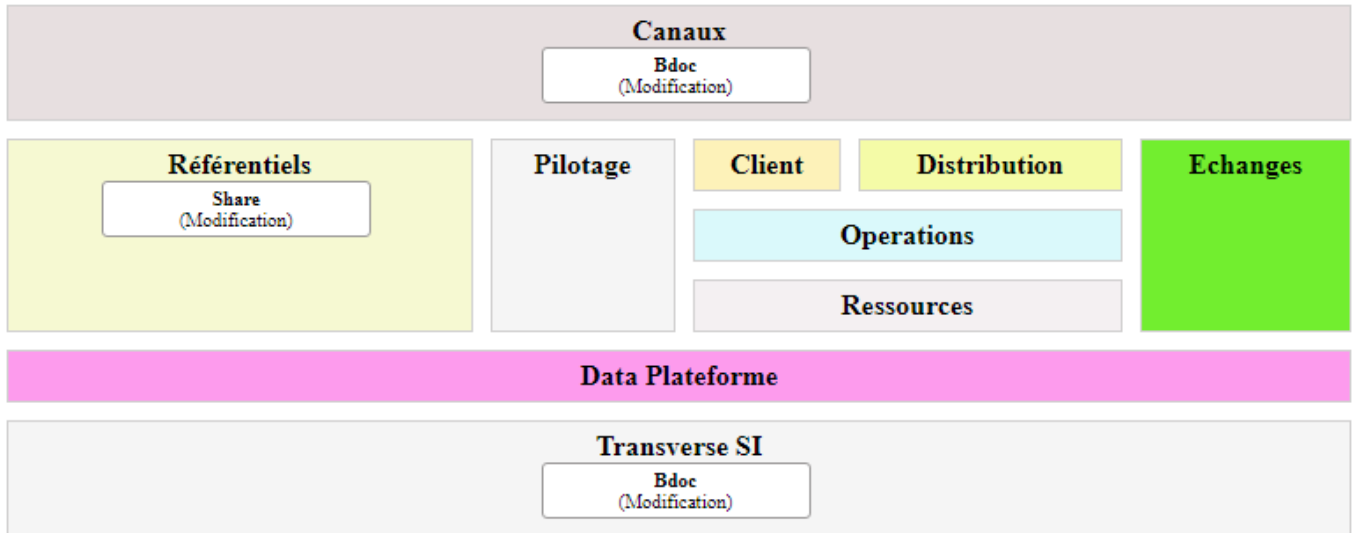 Canaux
Bdoc
(Modification)
Référentiels
Share
(Modification)
Pilotage
Client
Distribution
Operations
Ressources
Echanges
Data Plateforme
Transverse SI
Bdoc
(Modification)